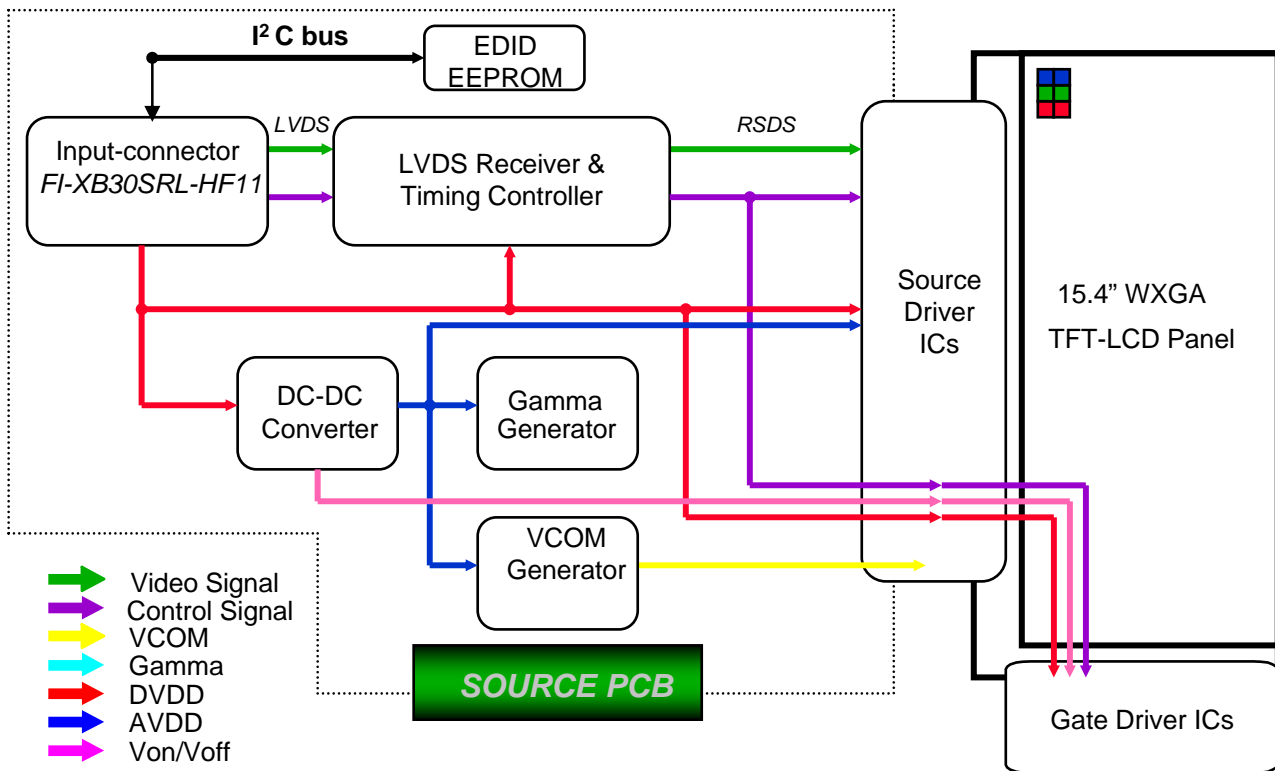 I² C bus
EDID
EEPROM
Input-connector
FI-XB30SRL-HF11
LVDS
LVDS Receiver &
Timing Controller
RSDS
Source
Driver
ICs
15.4” WXGA
TFT-LCD Panel
DC-DC
Converter
Gamma
Generator
VCOM
Generator
Video Signal
Control Signal
VCOM
Gamma
DVDD
AVDD
Von/Voff
SOURCE PCB
Gate Driver ICs